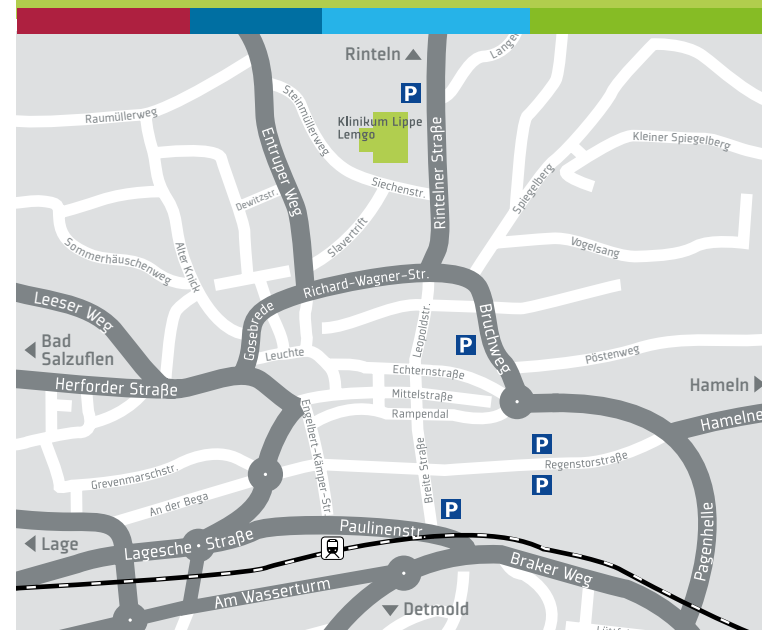 Rinteln
Langen
P
Steinmüllerweg
Klinikum Lippe
Lemgo
Raumüllerweg
Entruper Weg
Rintelner Straße
Kleiner Spiegelberg
Siechenstr.
Spiegelberg
Dewitzstr.
Slavertrift
Vogelsang
Sommerhäuschenweg
Alter Knick
Richard-Wagner-Str.
Leeser Weg
Gosebrede
Leopoldstr.
Bruchweg
Bad
Salzuflen
P
Leuchte
Pöstenweg
Echternstraße
Herforder Straße
Hameln
Mittelstraße
Rampendal
Hamelne
Engelbert-Kämper-Str.
P
Breite Straße
Regenstorstraße
Grevenmarschstr.
P
An der Bega
P
Paulinenstr.
Pagenhelle
Lage
Lagesche
Straße
Braker Weg
Am Wasserturm
Detmold